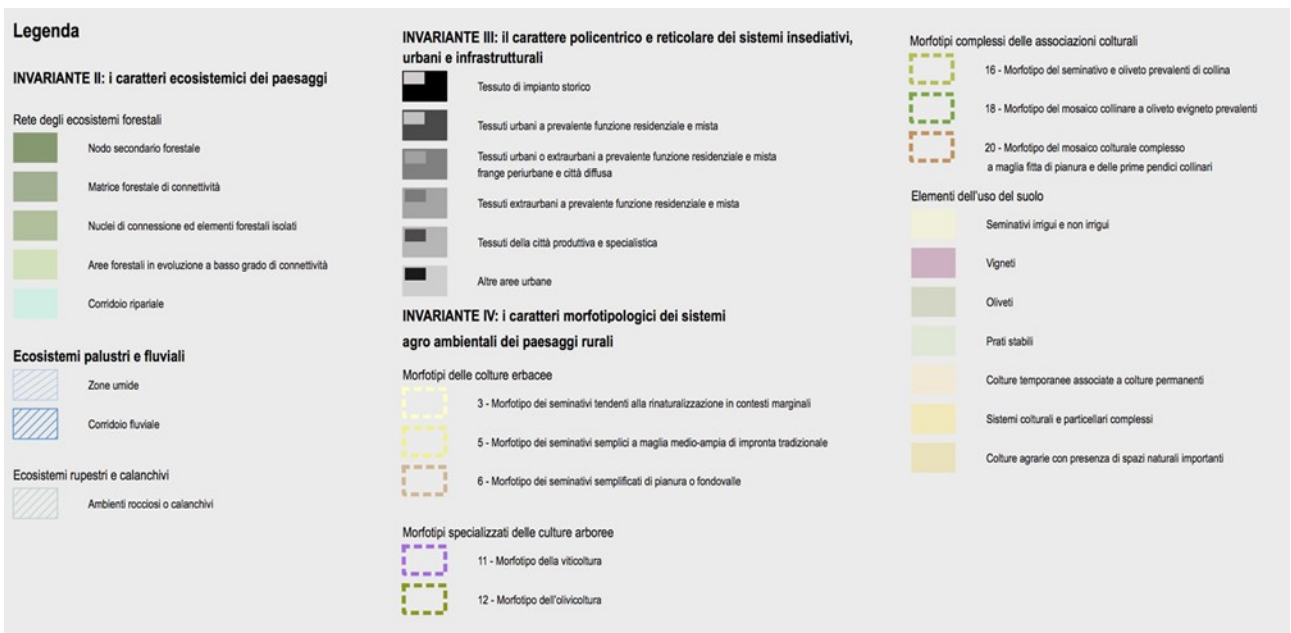 Legenda
INVARIANTE II: i caratteri ecosistemici dei paesaggi
Rete degli ecosistemi forestali
Nodo secondario forestale
Matrice forestale di connettività
Nuclei di connessione ed elementi forestali isolati
Aree forestali in evoluzione a basso grado di connettività
Corridoio ripariale
Ecosistemi palustri e fluviali
Zone umide
Corridoio fluviale
Ecosistemi rupestri e calanchivi
Ambienti rocciosi o calanchivi
INVARIANTE III: il carattere policentrico e reticolare dei sistemi insediativi,
urbani e infrastrutturali
Tessuto di impianto storico
Tessuti urbani a prevalente funzione residenziale e mista
Tessuti urbani o extraurbani a prevalente funzione residenziale e mista
frange periurbane e città diffusa
Tessuti extraurbani a prevalente funzione residenziale e mista
Tessuti della città produttiva e specialistica
Altre aree urbane
INVARIANTE IV: i caratteri morfotipologici dei sistemi
agro ambientali dei paesaggi rurali
Morfotipi delle colture erbacee
3 - Morfotipo dei seminativi tendenti alla rinaturalizzazione in contesti marginali
5 - Morfotipo dei seminativi semplici a maglia medio-ampia di impronta tradizionale
6 - Morfotipo dei seminativi semplificati di pianura o fondovalle
Morfotipi specializzati delle culture arboree
11 - Morfotipo della viticoltura
12 - Morfotipo dell'olivicoltura
Morfotipi complessi delle associazioni colturali
16 - Morfotipo del seminativo e oliveto prevalenti di collina
18 - Morfotipo del mosaico collinare a oliveto evigneto prevalenti
20 - Morfotipo del mosaico colturale complesso
a maglia fitta di pianura e delle prime pendici collinari
Elementi dell'uso del suolo
Seminativi irrigui e non irrigui
Vigneti
Oliveti
Prati stabili
Colture temporanee associate a colture permanenti
Sistemi colturali e particellari complessi
Colture agrarie con presenza di spazi naturali importanti